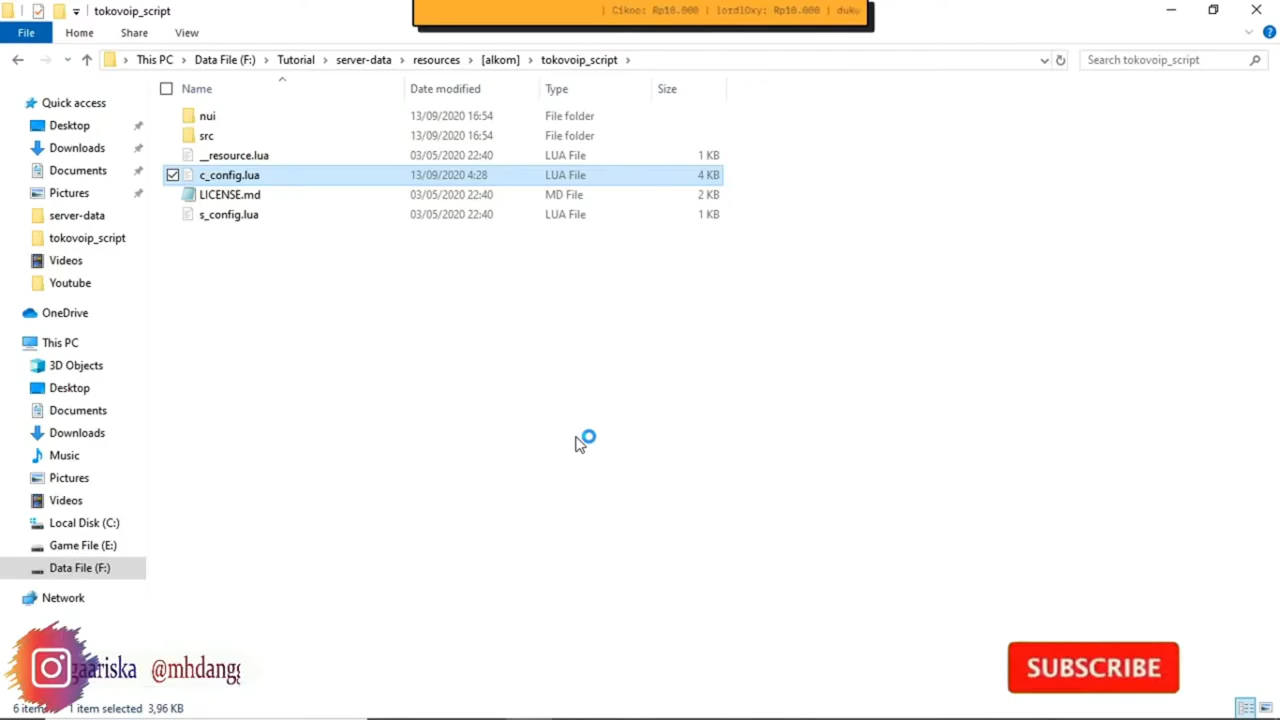 tokovoip_script
| Cikoo: Rp10.000 | lordlOxy: Rp10.000 | duku
File Home Share View
This PC Data File (F:) Tutorial server-data resources [alkom] tokovoip_script
Search tokovoip_script
Name Date modified Type Size
nui 13/09/2020 16:54 File folder
src 13/09/2020 16:54 File folder
__resource.lua 03/05/2020 22:40 LUA File 1 KB
c_config.lua 13/09/2020 4:28 LUA File 4 KB
LICENSE.md 03/05/2020 22:40 MD File 2 KB
s_config.lua 03/05/2020 22:40 LUA File 1 KB
Quick access
Desktop
Downloads
Documents
Pictures
server-data
tokovoip_script
Videos
Youtube
OneDrive
This PC
3D Objects
Desktop
Documents
Downloads
Music
Pictures
Videos
Local Disk (C:)
Game File (E:)
Data File (F:)
Network
gaariska @mhdangg
SUBSCRIBE
6 items 1 item selected 3,96 KB